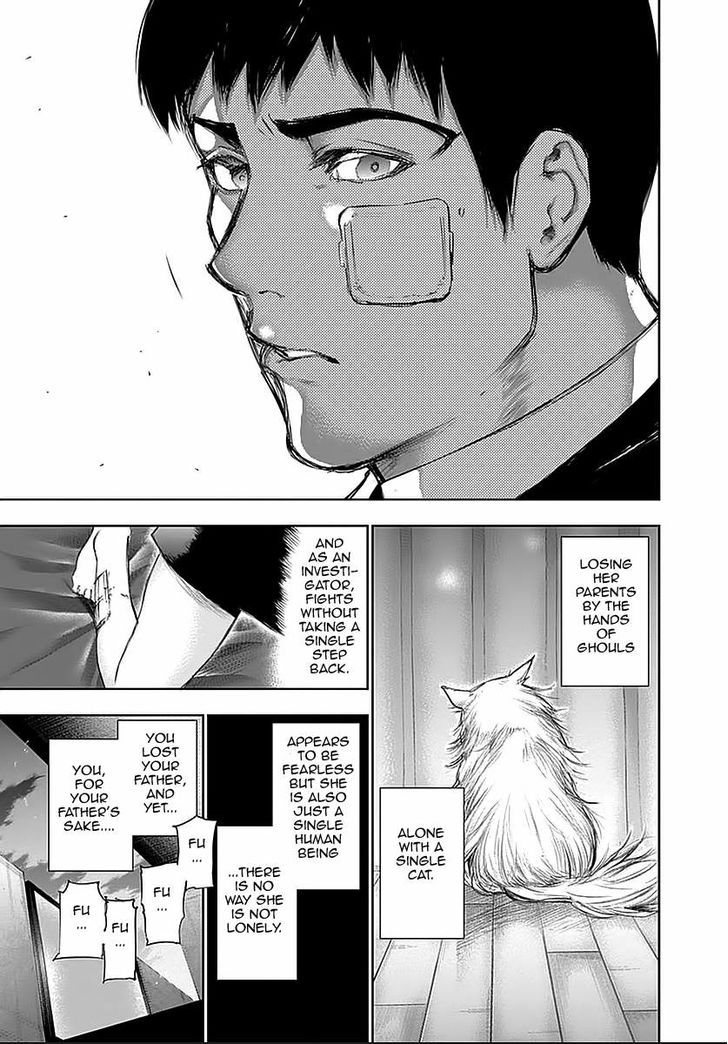 LOSING
HER
PARENTS
BY THE
HANDS
OF
GHOULS
ALONE
WITH A
SINGLE
CAT.
AND
AS AN
INVESTI-
GATOR,
FIGHTS
WITHOUT
TAKING A
SINGLE
STEP
BACK.
APPEARS
TO BE
FEARLESS
BUT SHE
IS ALSO
JUST A
SINGLE
HUMAN
BEING
...THERE
IS NO
WAY SHE
IS NOT
LONELY.
YOU
LOST
YOUR
FATHER,
AND
YET...
YOU,
FOR
YOUR
FATHER'S
SAKE....
FU
...
FU
...
FU
...
FU
...